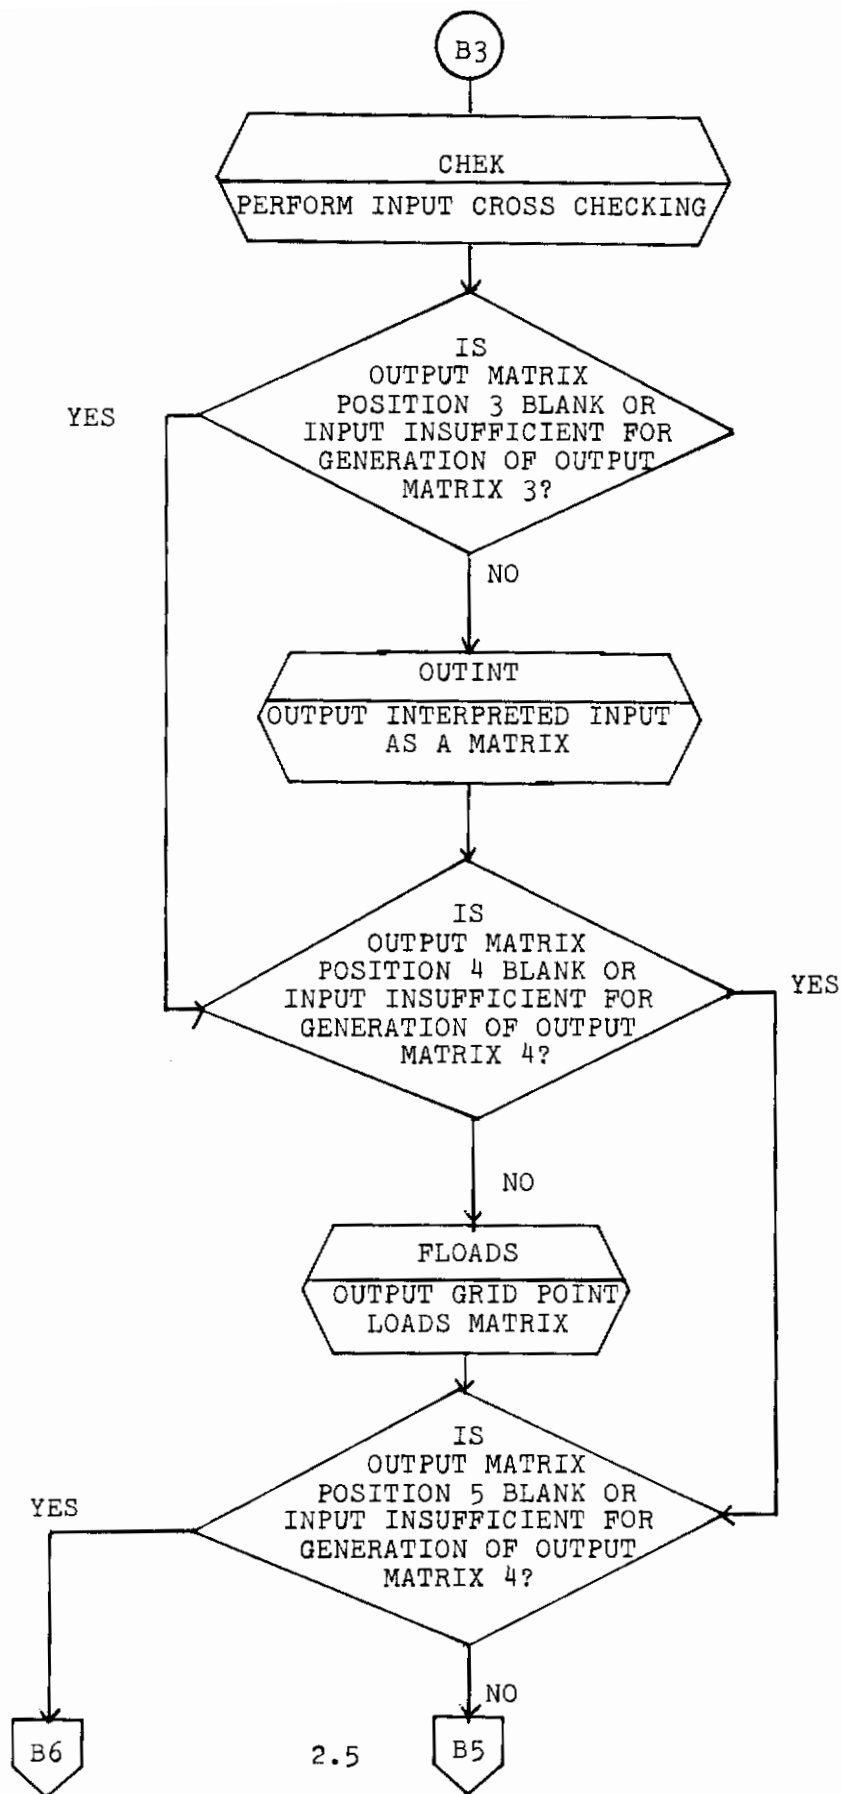 B3
CHEK
PERFORM INPUT CROSS CHECKING
IS
OUTPUT MATRIX
POSITION 3 BLANK OR
INPUT INSUFFICIENT FOR
GENERATION OF OUTPUT
MATRIX 3?
YES
NO
OUTINT
OUTPUT INTERPRETED INPUT
AS A MATRIX
IS
OUTPUT MATRIX
POSITION 4 BLANK OR
INPUT INSUFFICIENT FOR
GENERATION OF OUTPUT
MATRIX 4?
YES
NO
FLOADS
OUTPUT GRID POINT
LOADS MATRIX
IS
OUTPUT MATRIX
POSITION 5 BLANK OR
INPUT INSUFFICIENT FOR
GENERATION OF OUTPUT
MATRIX 4?
YES
NO
B6
2.5
B5